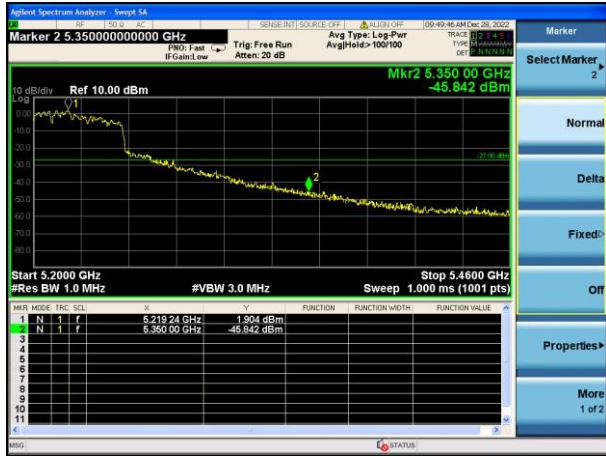 Agilent Spectrum Analyzer - Swept SA
RF 50 Ω AC SENSE:INT SOURCE OFF ALIGN OFF 09:49:46 AM Dec 28, 2022
Marker 2 5.350000000000 GHz
PNO: Fast
IFGain:Low
Trig: Free Run
Atten: 20 dB
Avg Type: Log-Pwr
Avg|Hold:> 100/100
TRACE 1 2 3 4 5 6
TYPE
DET P N N N N N
Mkr2 5.350 00 GHz
-45.842 dBm
10 dB/div
Log
Ref 10.00 dBm
1
0.00
-10.0
-20.0
-27.00 dBm
-30.0
-40.0
2
-50.0
-60.0
-70.0
-80.0
Start 5.2000 GHz
Stop 5.4600 GHz
#Res BW 1.0 MHz
#VBW 3.0 MHz
Sweep 1.000 ms (1001 pts)
MKR MODE TRC SCL X Y FUNCTION FUNCTION WIDTH FUNCTION VALUE
1 N 1 f 5.219 24 GHz 1.904 dBm
2 N 1 f 5.350 00 GHz -45.842 dBm
3
4
5
6
7
8
9
10
11
MSG
STATUS
Marker
Select Marker
2
Normal
Delta
Fixed
Off
Properties
More
1 of 2